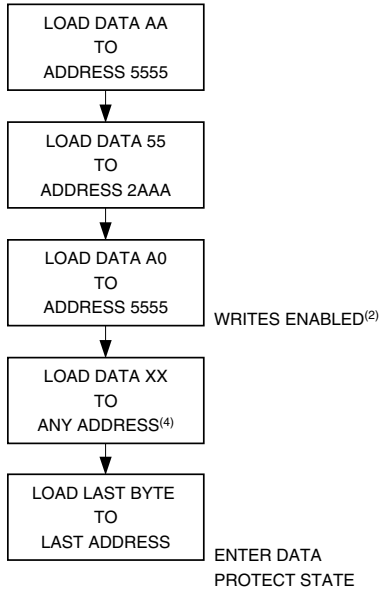 LOAD DATA AA
TO
ADDRESS 5555
LOAD DATA 55
TO
ADDRESS 2AAA
LOAD DATA A0
TO
ADDRESS 5555
WRITES ENABLED(2)
LOAD DATA XX
TO
ANY ADDRESS(4)
LOAD LAST BYTE
TO
LAST ADDRESS
ENTER DATA
PROTECT STATE